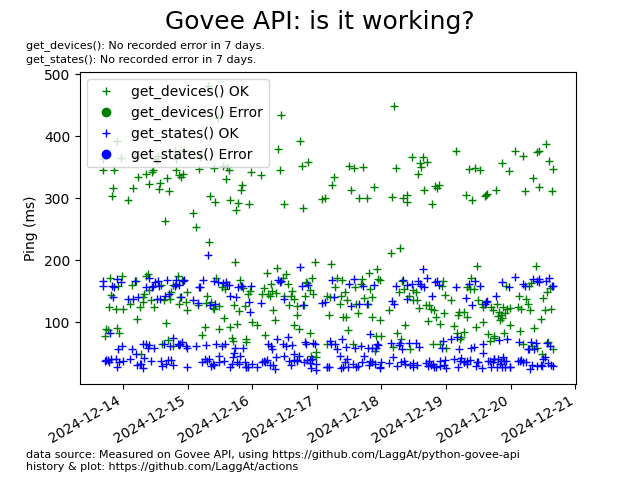 Govee API: is it working?
get_devices(): No recorded error in 7 days.
get_states(): No recorded error in 7 days.
500
400
300
200
100
Ping (ms)
get_devices() OK
get_devices() Error
get_states() OK
get_states() Error
2024-12-14
2024-12-15
2024-12-16
2024-12-17
2024-12-18
2024-12-19
2024-12-20
2024-12-21
data source: Measured on Govee API, using https://github.com/LaggAt/python-govee-api
history & plot: https://github.com/LaggAt/actions